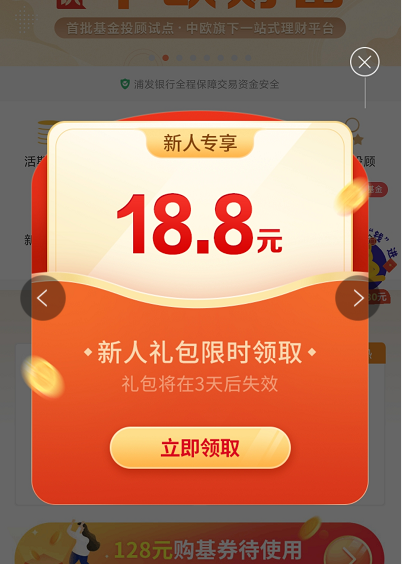 首批基金投顾试点·中欧旗下一站式理财平台
浦发银行全程保障交易资金安全
新人专享
18.8元
新人礼包限时领取
礼包将在3天后失效
立即领取
128元购基券待使用